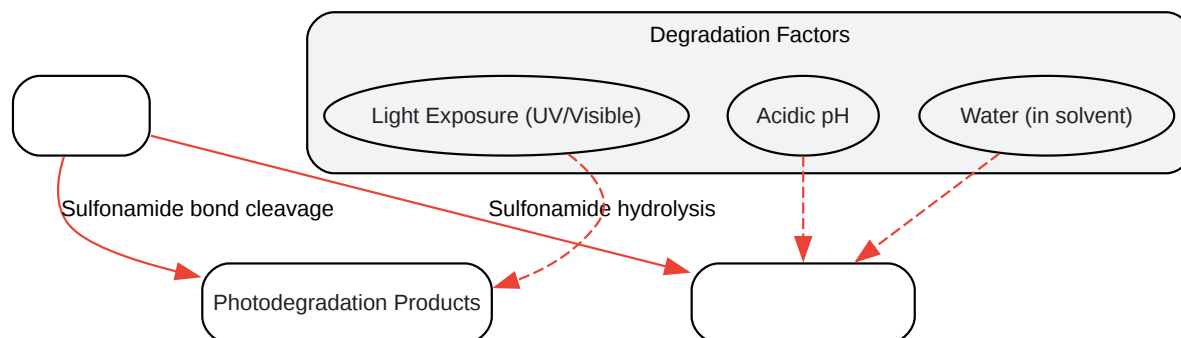 Degradation Factors
Light Exposure (UV/Visible)
Acidic pH
Water (in solvent)
Sulfonamide bond cleavage
Sulfonamide hydrolysis
Photodegradation Products